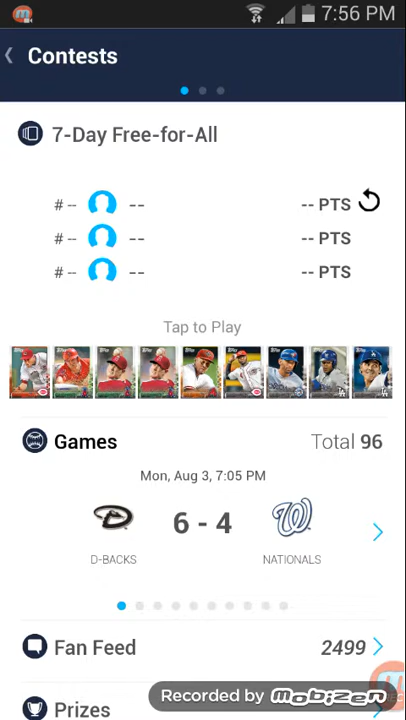 7:56 PM
Contests
7-Day Free-for-All
# -- -- -- PTS
# -- -- -- PTS
# -- -- -- PTS
Tap to Play
Games Total 96
Mon, Aug 3, 7:05 PM
6 - 4
D-BACKS NATIONALS
Fan Feed 2499
Prizes
Recorded by mobizen